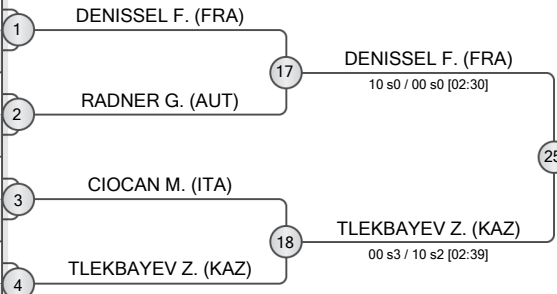 DENISSEL F. (FRA)
1
17
DENISSEL F. (FRA)
10 s0 / 00 s0 [02:30]
RADNER G. (AUT)
2
25
CIOCAN M. (ITA)
3
18
TLEKBAYEV Z. (KAZ)
00 s3 / 10 s2 [02:39]
TLEKBAYEV Z. (KAZ)
4